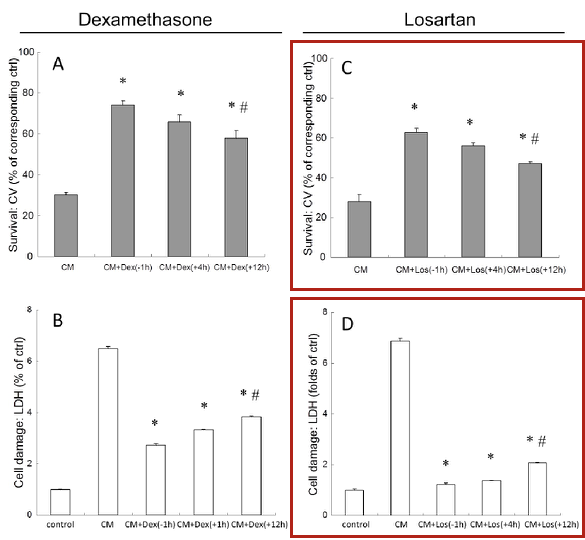 Dexamethasone
Losartan
A
Survival: CV (% of corresponding ctrl)
100
80
60
40
20
0
*
*
* #
CM
CM+Dex(-1h)
CM+Dex(+4h)
CM+Dex(+12h)
C
Survival: CV (% of corresponding ctrl)
100
80
60
40
20
0
*
*
* #
CM
CM+Los(-1h)
CM+Los(+4h)
CM+Los(+12h)
B
Cell damage: LDH (% of ctrl)
8
6
4
2
0
*
*
* #
control
CM
CM+Dex(-1h)
CM+Dex(+1h)
CM+Dex(+12h)
D
Cell damage: LDH (folds of ctrl)
8
6
4
2
0
*
*
* #
control
CM
CM+Los(-1h)
CM+Los(+4h)
CM+Los(+12h)